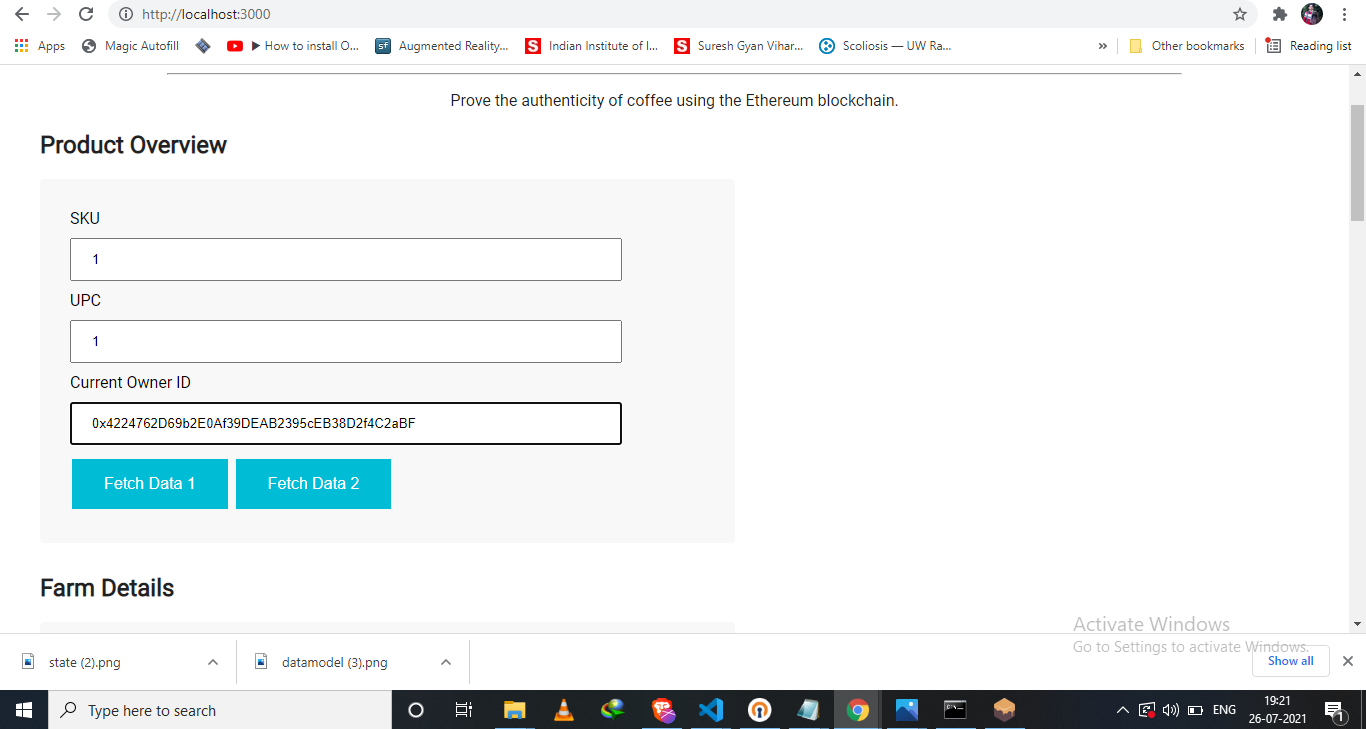 http://localhost:3000
Apps
Magic Autofill
▶ How to install O...
sf
Augmented Reality...
S
Indian Institute of I...
S
Suresh Gyan Vihar...
Scoliosis — UW Ra...
»
Other bookmarks
Reading list
Prove the authenticity of coffee using the Ethereum blockchain.
Product Overview
SKU
1
UPC
1
Current Owner ID
0x4224762D69b2E0Af39DEAB2395cEB38D2f4C2aBF
Fetch Data 1
Fetch Data 2
Farm Details
Activate Windows
Go to Settings to activate Windows.
state (2).png
datamodel (3).png
Show all
Type here to search
ENG
19:21
26-07-2021
1